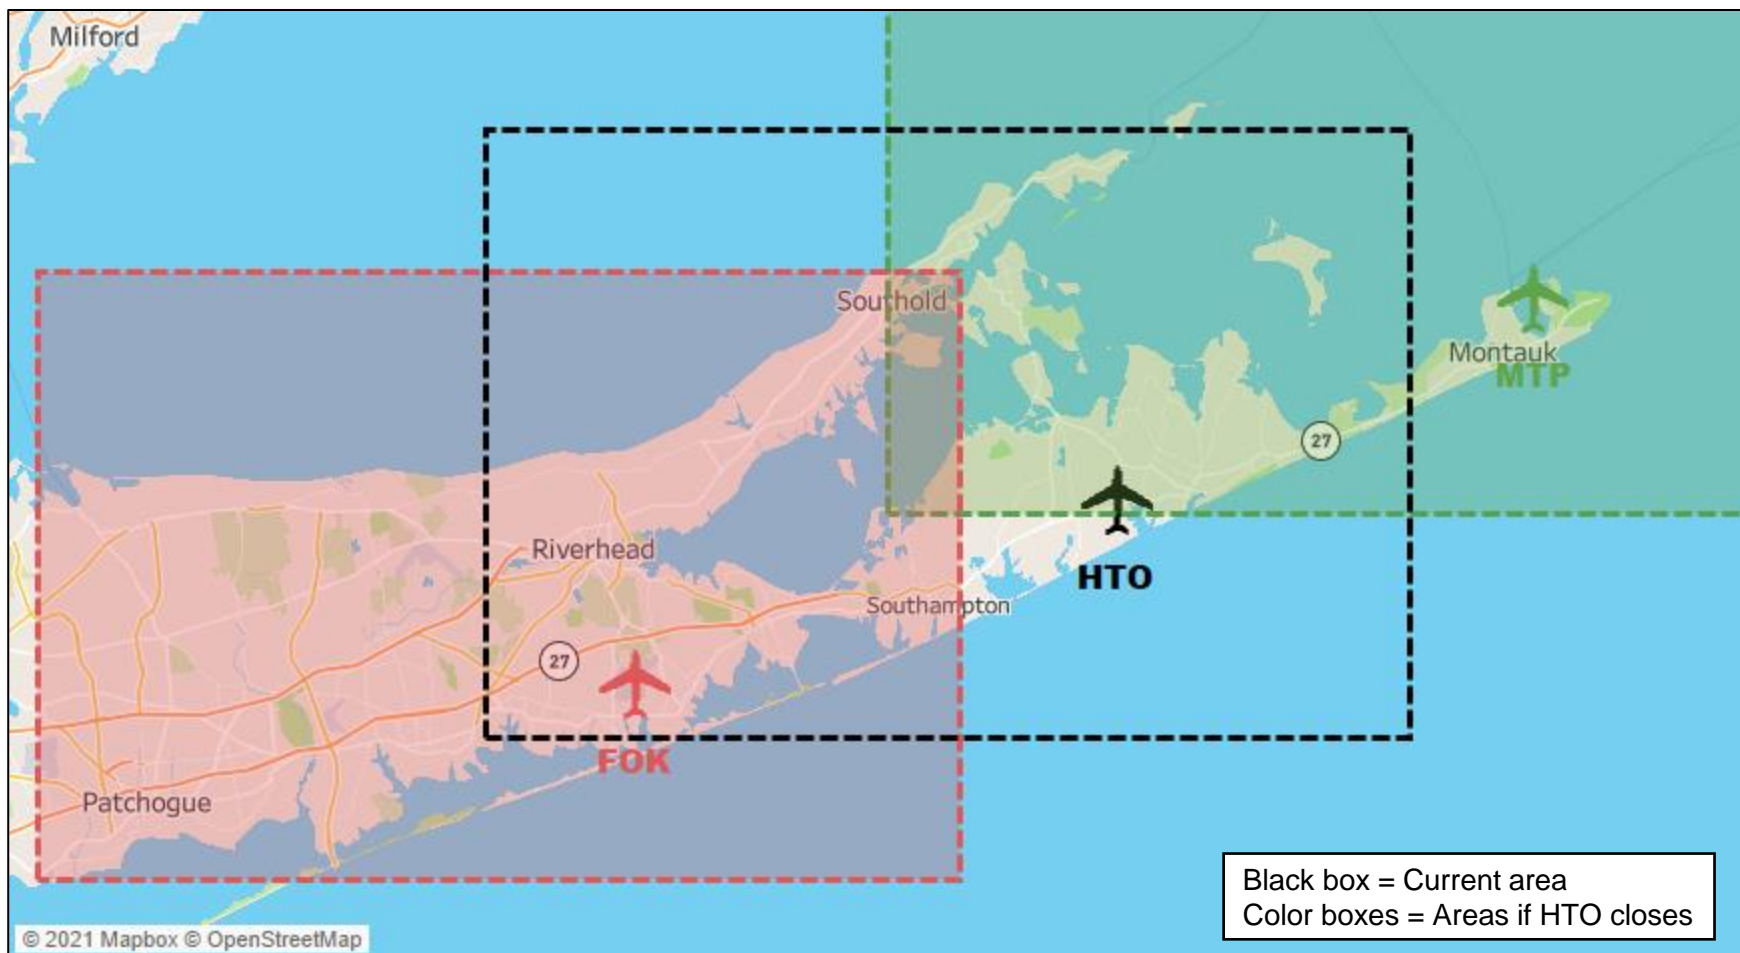 Milford
Southold
Montauk
MTP
27
Riverhead
HTO
Southampton
27
FOK
Patchogue
Black box = Current area
Color boxes = Areas if HTO closes
© 2021 Mapbox © OpenStreetMap